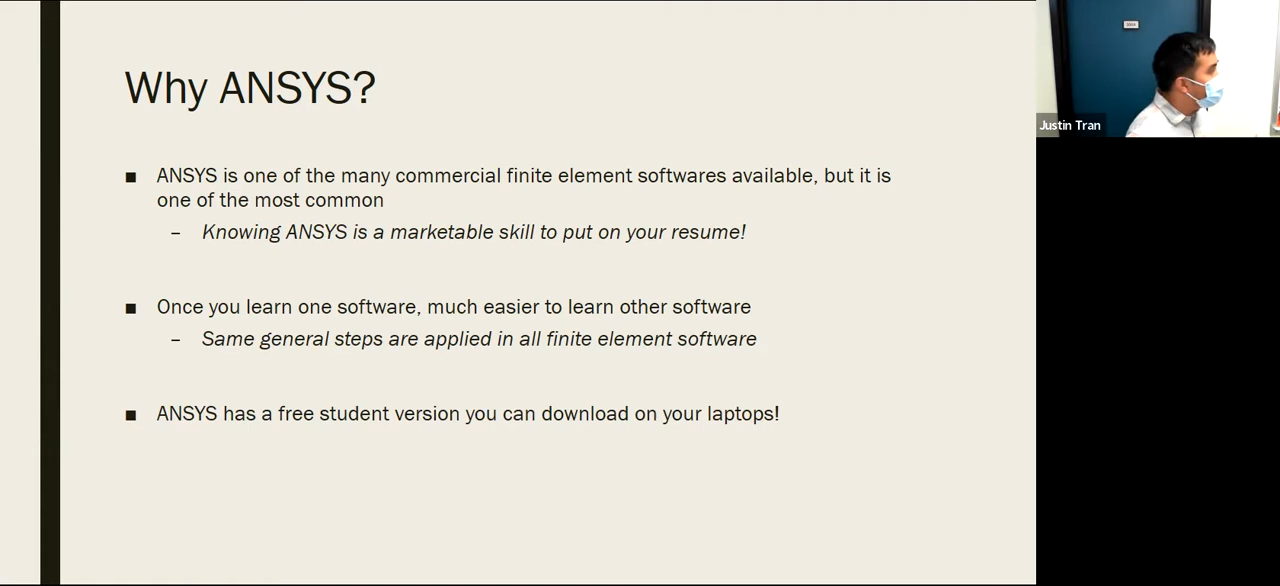 Why ANSYS?
■ ANSYS is one of the many commercial finite element softwares available, but it is
one of the most common
– Knowing ANSYS is a marketable skill to put on your resume!
■ Once you learn one software, much easier to learn other software
– Same general steps are applied in all finite element software
■ ANSYS has a free student version you can download on your laptops!
Justin Tran